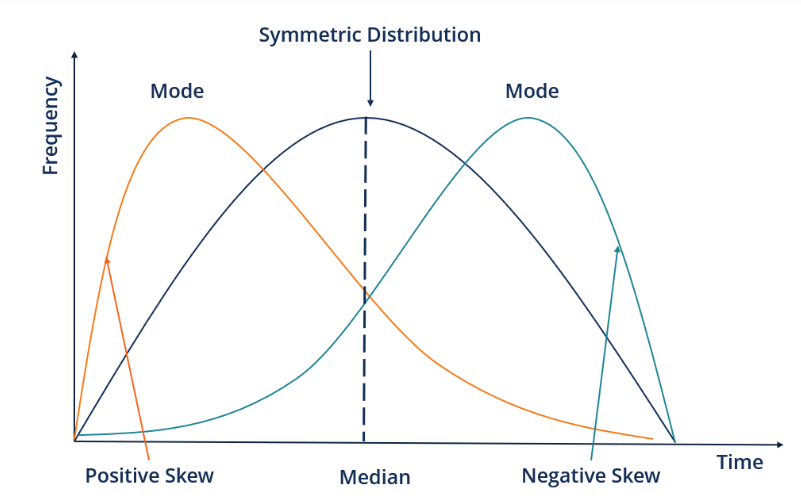 Symmetric Distribution
Mode
Mode
Frequency
Time
Positive Skew
Median
Negative Skew